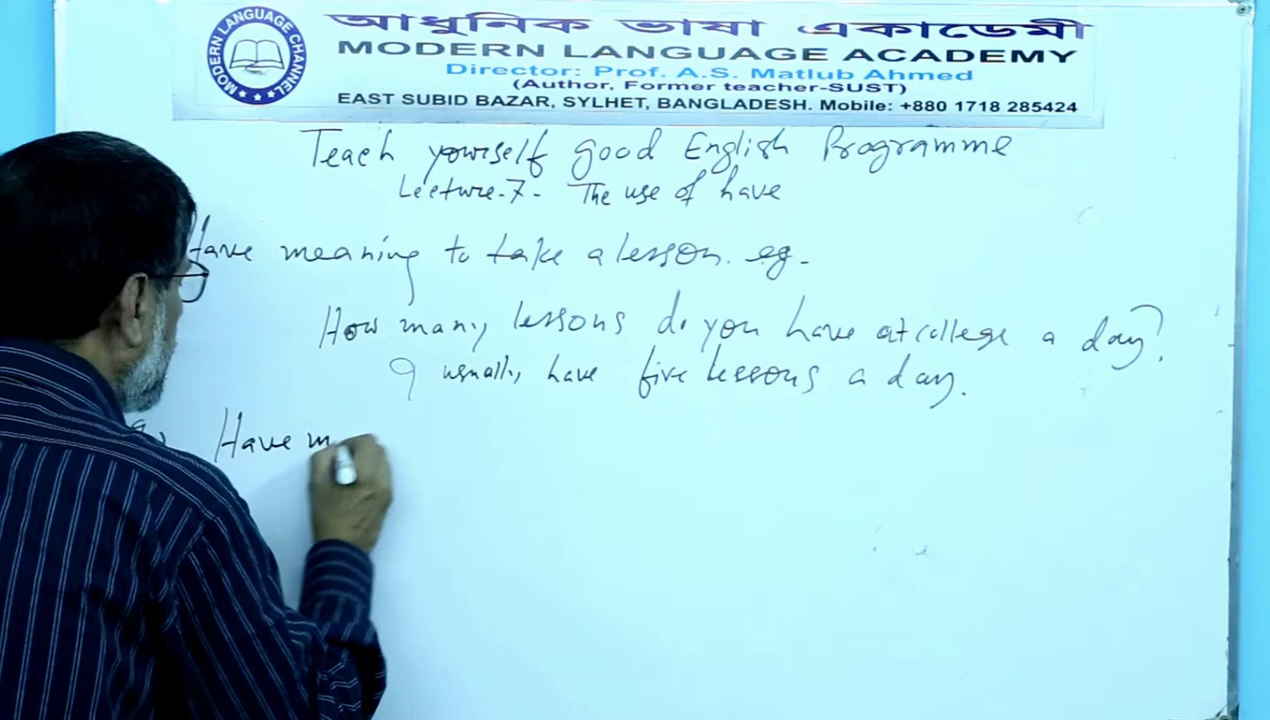 MODERN LANGUAGE CHANNEL
আধুনিক ভাষা একাডেমী
MODERN LANGUAGE ACADEMY
Director: Prof. A.S. Matlub Ahmed
(Author, Former teacher-SUST)
EAST SUBID BAZAR, SYLHET, BANGLADESH. Mobile: +880 1718 285424
Teach yourself good English Programme
Lecture-7- The use of have
Have meaning to take a lesson. eg-
How many lessons do you have at college a day?
I usually have five lessons a day.
Have m